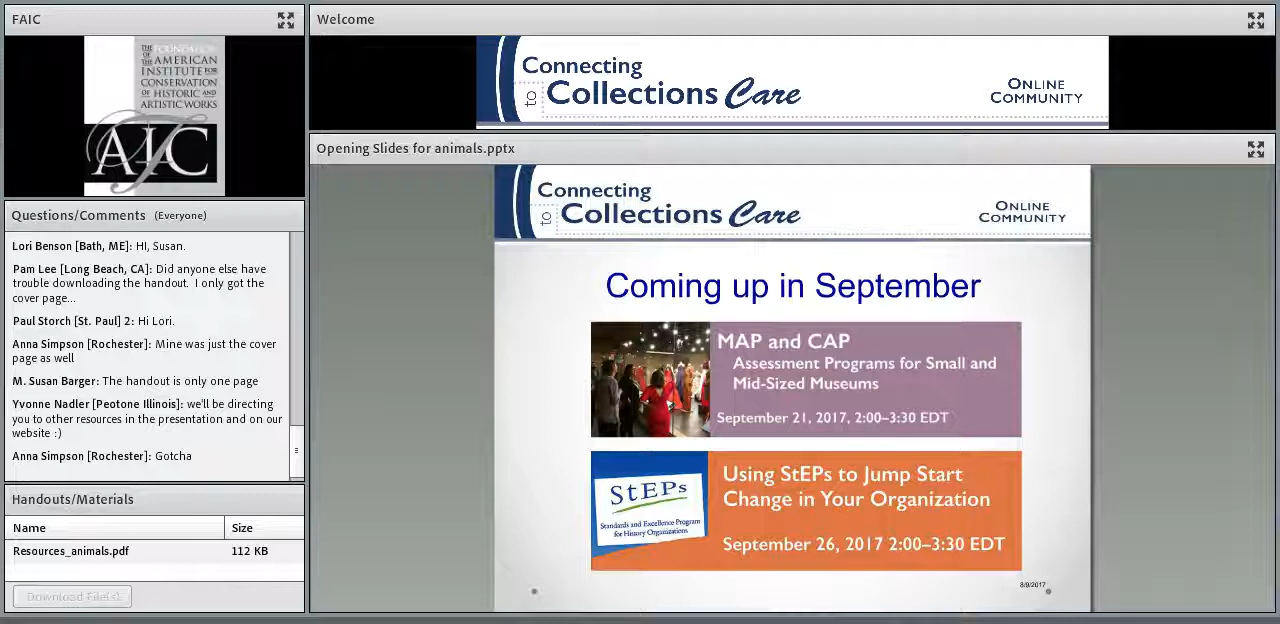 FAIC
THE FOUNDATION
OF THE AMERICAN
INSTITUTE FOR
CONSERVATION
OF HISTORIC AND
ARTISTIC WORKS
AIC
Questions/Comments (Everyone)
Lori Benson [Bath, ME]: HI, Susan.
Pam Lee [Long Beach, CA]: Did anyone else have
trouble downloading the handout. I only got the
cover page...
Paul Storch [St. Paul] 2: Hi Lori.
Anna Simpson [Rochester]: Mine was just the cover
page as well
M. Susan Barger: The handout is only one page
Yvonne Nadler [Peotone Illinois]: we'll be directing
you to other resources in the presentation and on our
website :)
Anna Simpson [Rochester]: Gotcha
Handouts/Materials
Name Size
Resources_animals.pdf 112 KB
Download File(s)
Welcome
Connecting
to Collections Care
ONLINE
COMMUNITY
Opening Slides for animals.pptx
Connecting
to Collections Care
ONLINE
COMMUNITY
Coming up in September
MAP and CAP
Assessment Programs for Small and
Mid-Sized Museums
September 21, 2017, 2:00–3:30 EDT
StEPs
Standards and Excellence Program
for History Organizations
Using StEPs to Jump Start
Change in Your Organization
September 26, 2017 2:00–3:30 EDT
8/9/2017